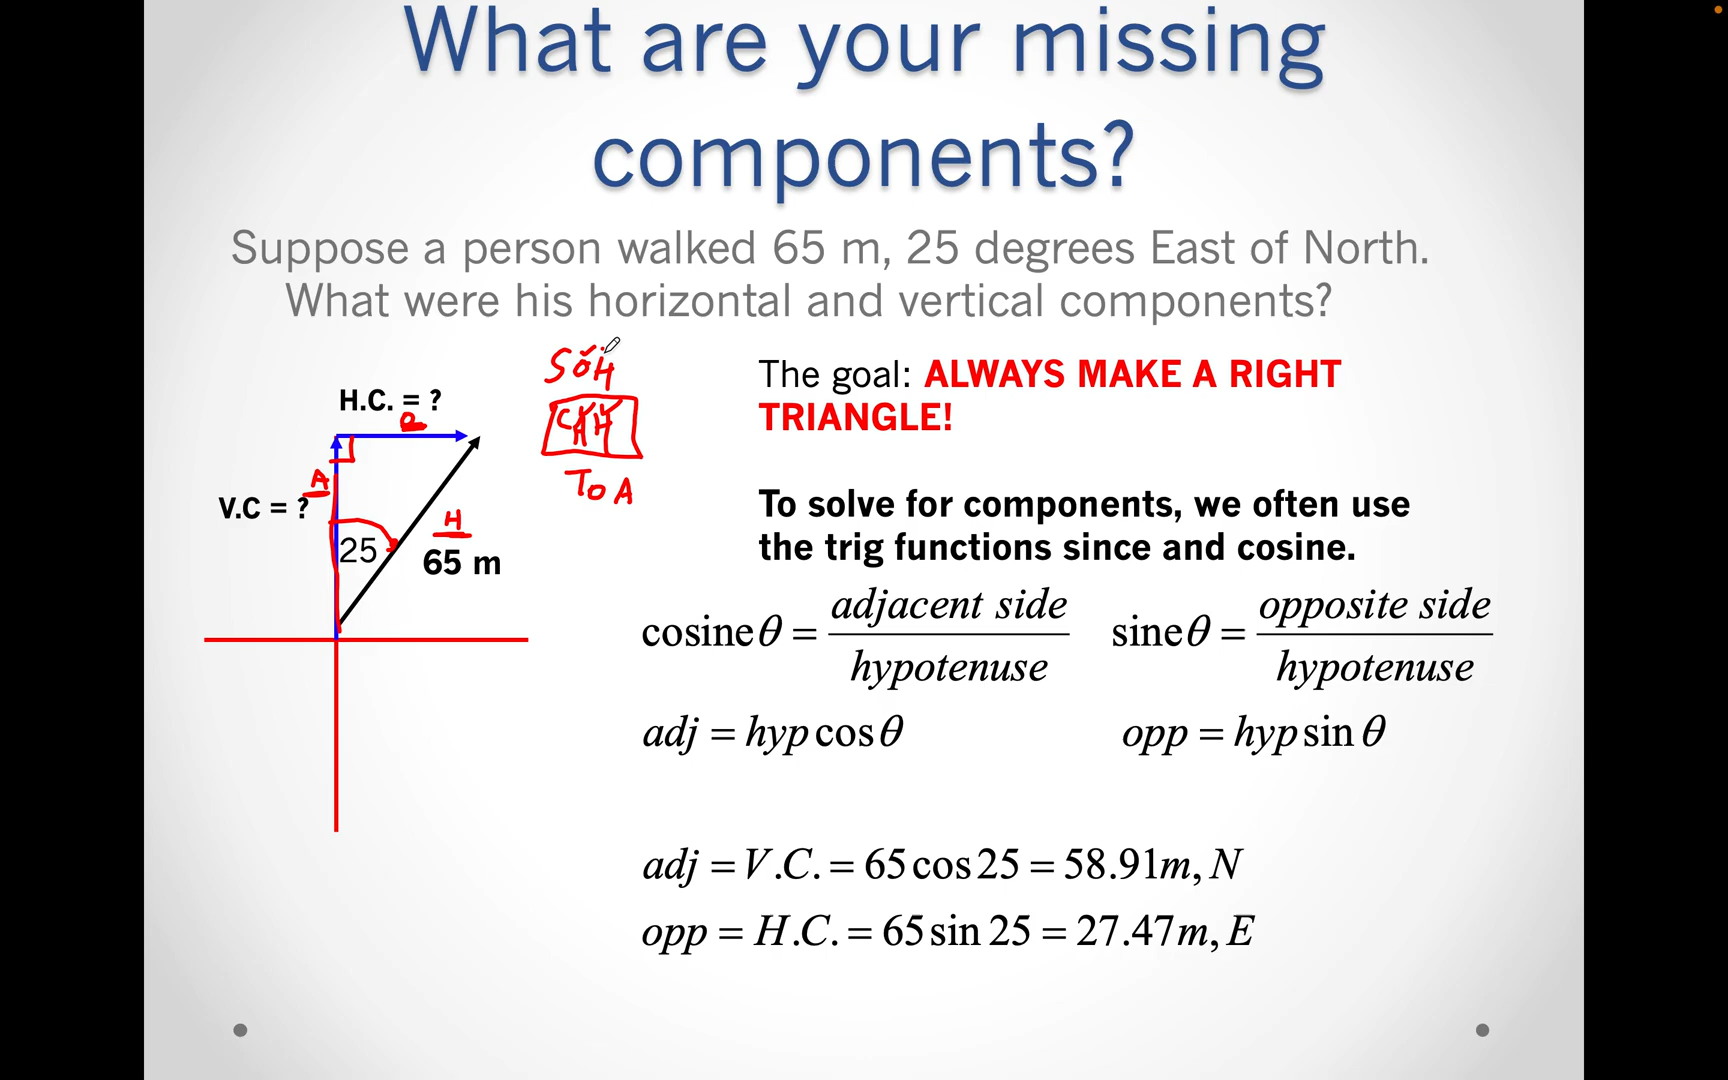 What are your missing
components?
Suppose a person walked 65 m, 25 degrees East of North.
What were his horizontal and vertical components?
H.C. = ?
O
A
V.C = ?
25
H
65 m
SOH
CAH
TOA
The goal: ALWAYS MAKE A RIGHT
TRIANGLE!
To solve for components, we often use
the trig functions since and cosine.
cosine θ = adjacent side / hypotenuse
sine θ = opposite side / hypotenuse
adj = hyp cos θ
opp = hyp sin θ
adj = V.C. = 65 cos 25 = 58.91m, N
opp = H.C. = 65 sin 25 = 27.47m, E